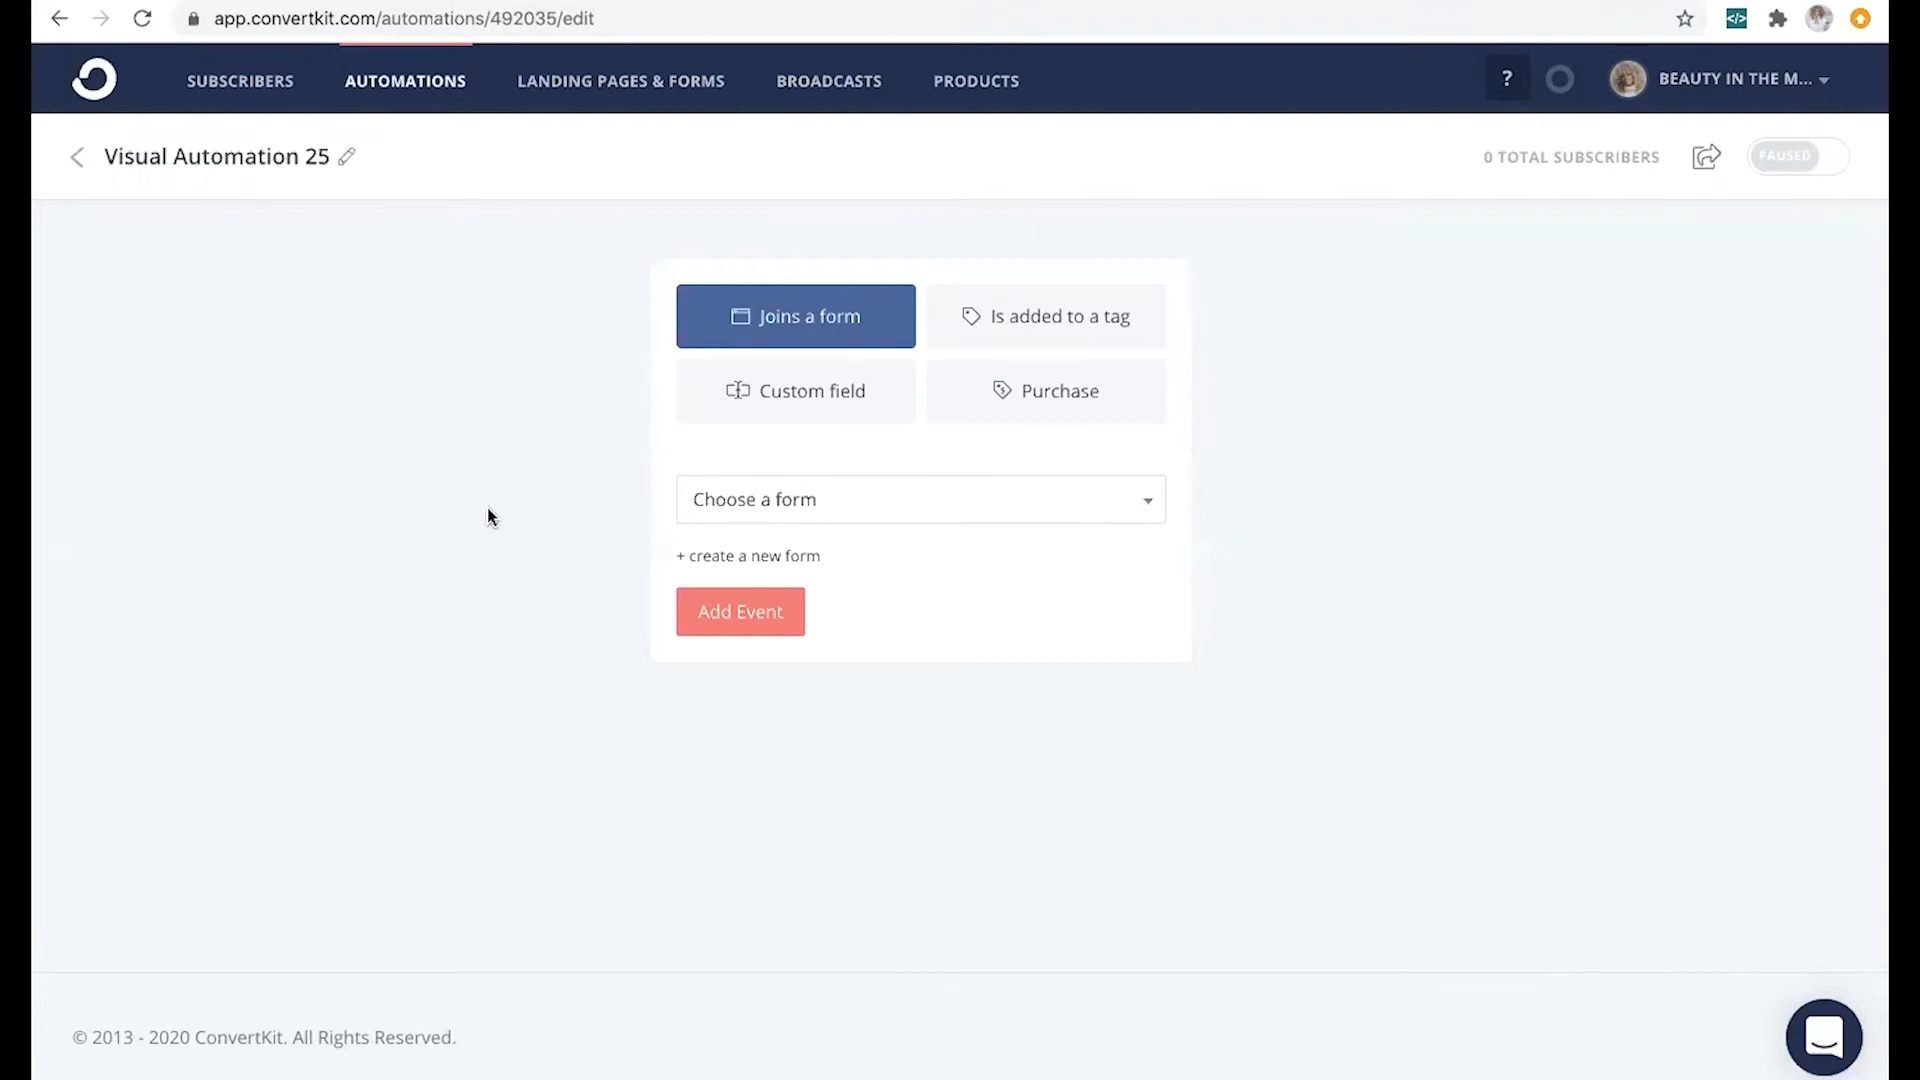 app.convertkit.com/automations/492035/edit
SUBSCRIBERS AUTOMATIONS LANDING PAGES & FORMS BROADCASTS PRODUCTS ? BEAUTY IN THE M...
Visual Automation 25 0 TOTAL SUBSCRIBERS PAUSED
Joins a form Is added to a tag
Custom field Purchase
Choose a form
+ create a new form
Add Event
© 2013 - 2020 ConvertKit. All Rights Reserved.